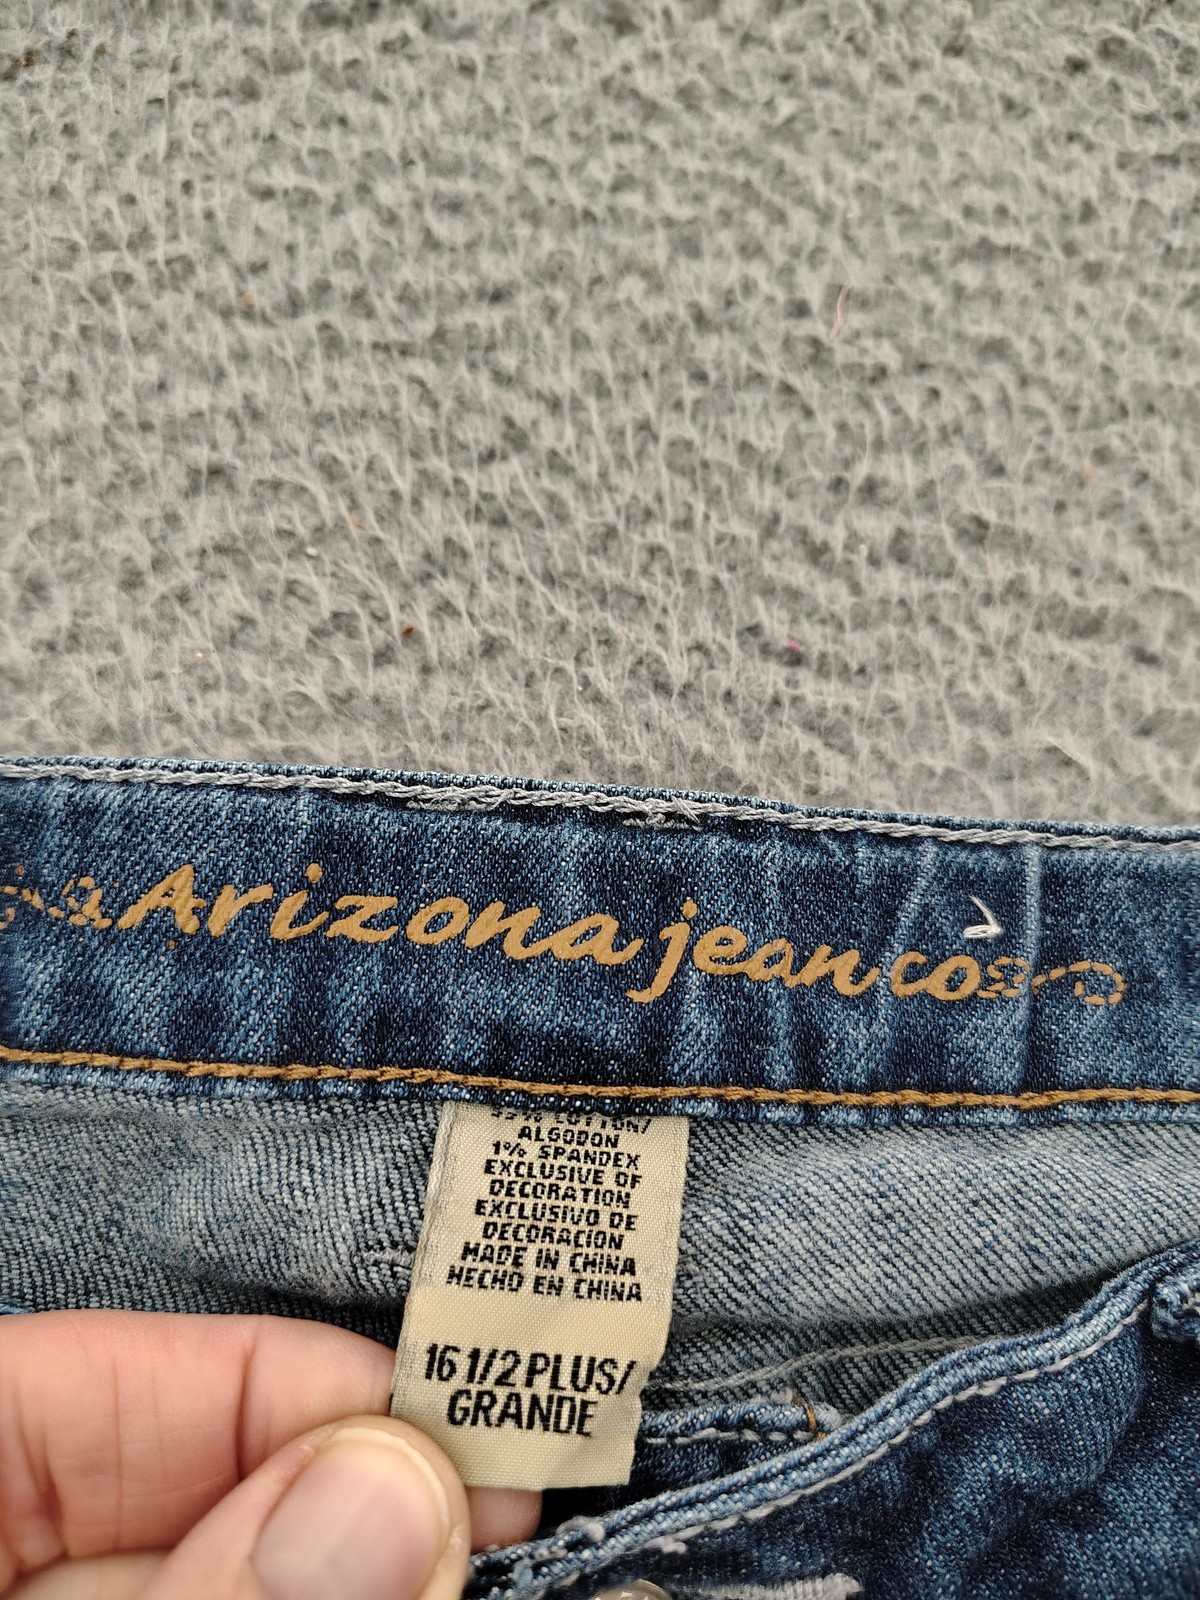 Arizona jean co
COTTON/
ALGODON
1% SPANDEX
EXCLUSIVE OF
DECORATION
EXCLUSIVO DE
DECORACION
MADE IN CHINA
HECHO EN CHINA
16 1/2 PLUS/
GRANDE